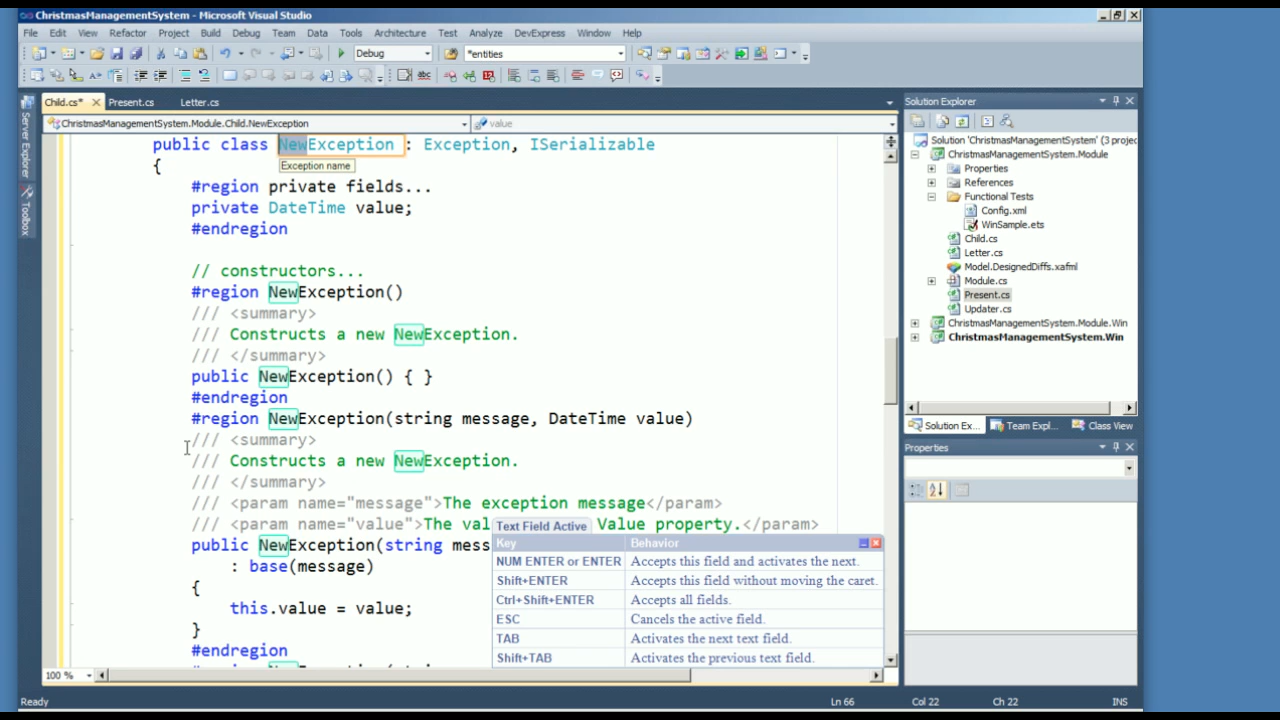 ChristmasManagementSystem - Microsoft Visual Studio
File Edit View Refactor Project Build Debug Team Data Tools Architecture Test Analyze DevExpress Window Help
Debug *entities
Child.cs* Present.cs Letter.cs
ChristmasManagementSystem.Module.Child.NewException value
Server Explorer
Toolbox
public class NewException : Exception, ISerializable
Exception name
{
#region private fields...
private DateTime value;
#endregion
// constructors...
#region NewException()
/// <summary>
/// Constructs a new NewException.
/// </summary>
public NewException() { }
#endregion
#region NewException(string message, DateTime value)
/// <summary>
/// Constructs a new NewException.
/// </summary>
/// <param name="message">The exception message</param>
/// <param name="value">The val Value property.</param>
public NewException(string mess
: base(message)
{
this.value = value;
}
#endregion
Text Field Active
Key Behavior
NUM ENTER or ENTER Accepts this field and activates the next.
Shift+ENTER Accepts this field without moving the caret.
Ctrl+Shift+ENTER Accepts all fields.
ESC Cancels the active field.
TAB Activates the next text field.
Shift+TAB Activates the previous text field.
100 %
Solution Explorer
Solution 'ChristmasManagementSystem' (3 projec
ChristmasManagementSystem.Module
Properties
References
Functional Tests
Config.xml
WinSample.ets
Child.cs
Letter.cs
Model.DesignedDiffs.xafml
Module.cs
Present.cs
Updater.cs
ChristmasManagementSystem.Module.Win
ChristmasManagementSystem.Win
Solution Ex... Team Expl... Class View
Properties
Ready Ln 66 Col 22 Ch 22 INS